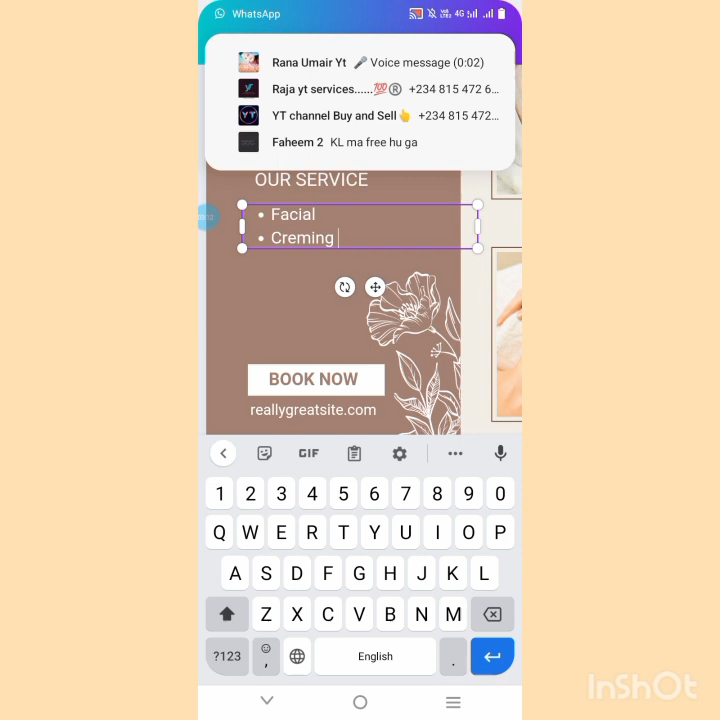 WhatsApp
4G
Rana Umair Yt 🎤 Voice message (0:02)
Raja yt services......💯® +234 815 472 6...
YT channel Buy and Sell👆 +234 815 472...
Faheem 2 KL ma free hu ga
OUR SERVICE
• Facial
• Creming
BOOK NOW
reallygreatsite.com
GIF
1 2 3 4 5 6 7 8 9 0
Q W E R T Y U I O P
A S D F G H J K L
Z X C V B N M
?123 , English .
InShOt